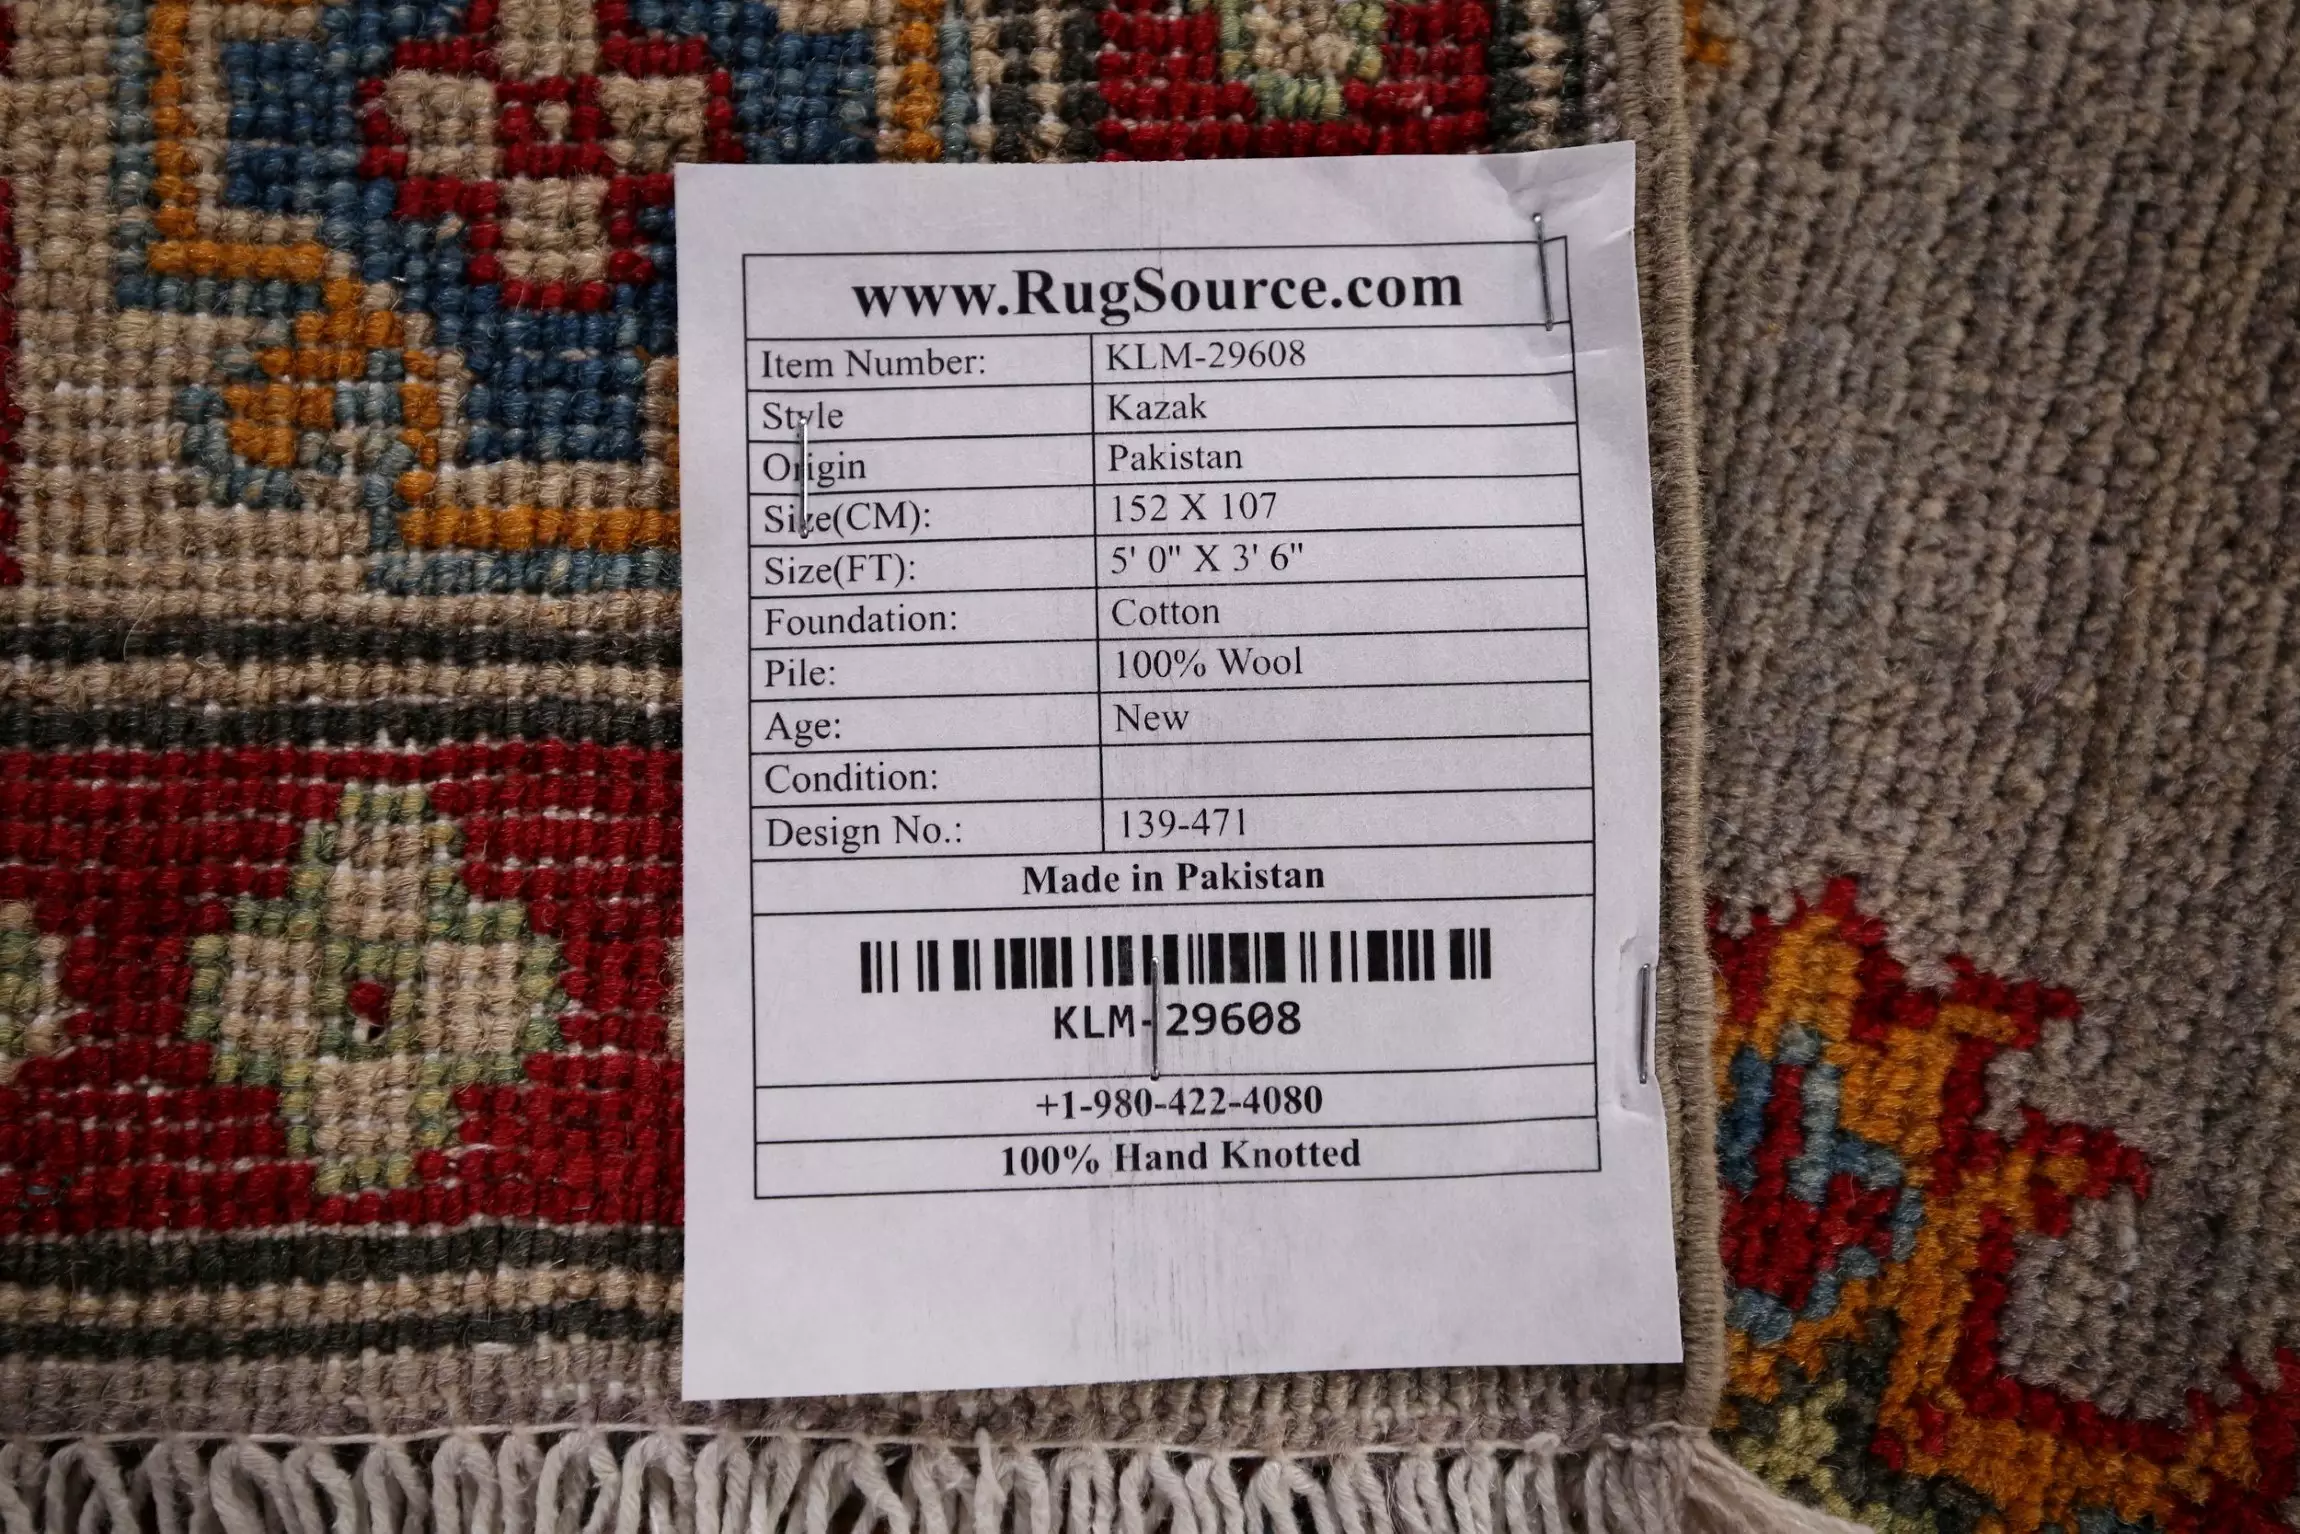 www.RugSource.com
Item Number: KLM-29608
Style Kazak
Origin Pakistan
Size(CM): 152 X 107
Size(FT): 5' 0" X 3' 6"
Foundation: Cotton
Pile: 100% Wool
Age: New
Condition:
Design No.: 139-471
Made in Pakistan
KLM-29608
+1-980-422-4080
100% Hand Knotted